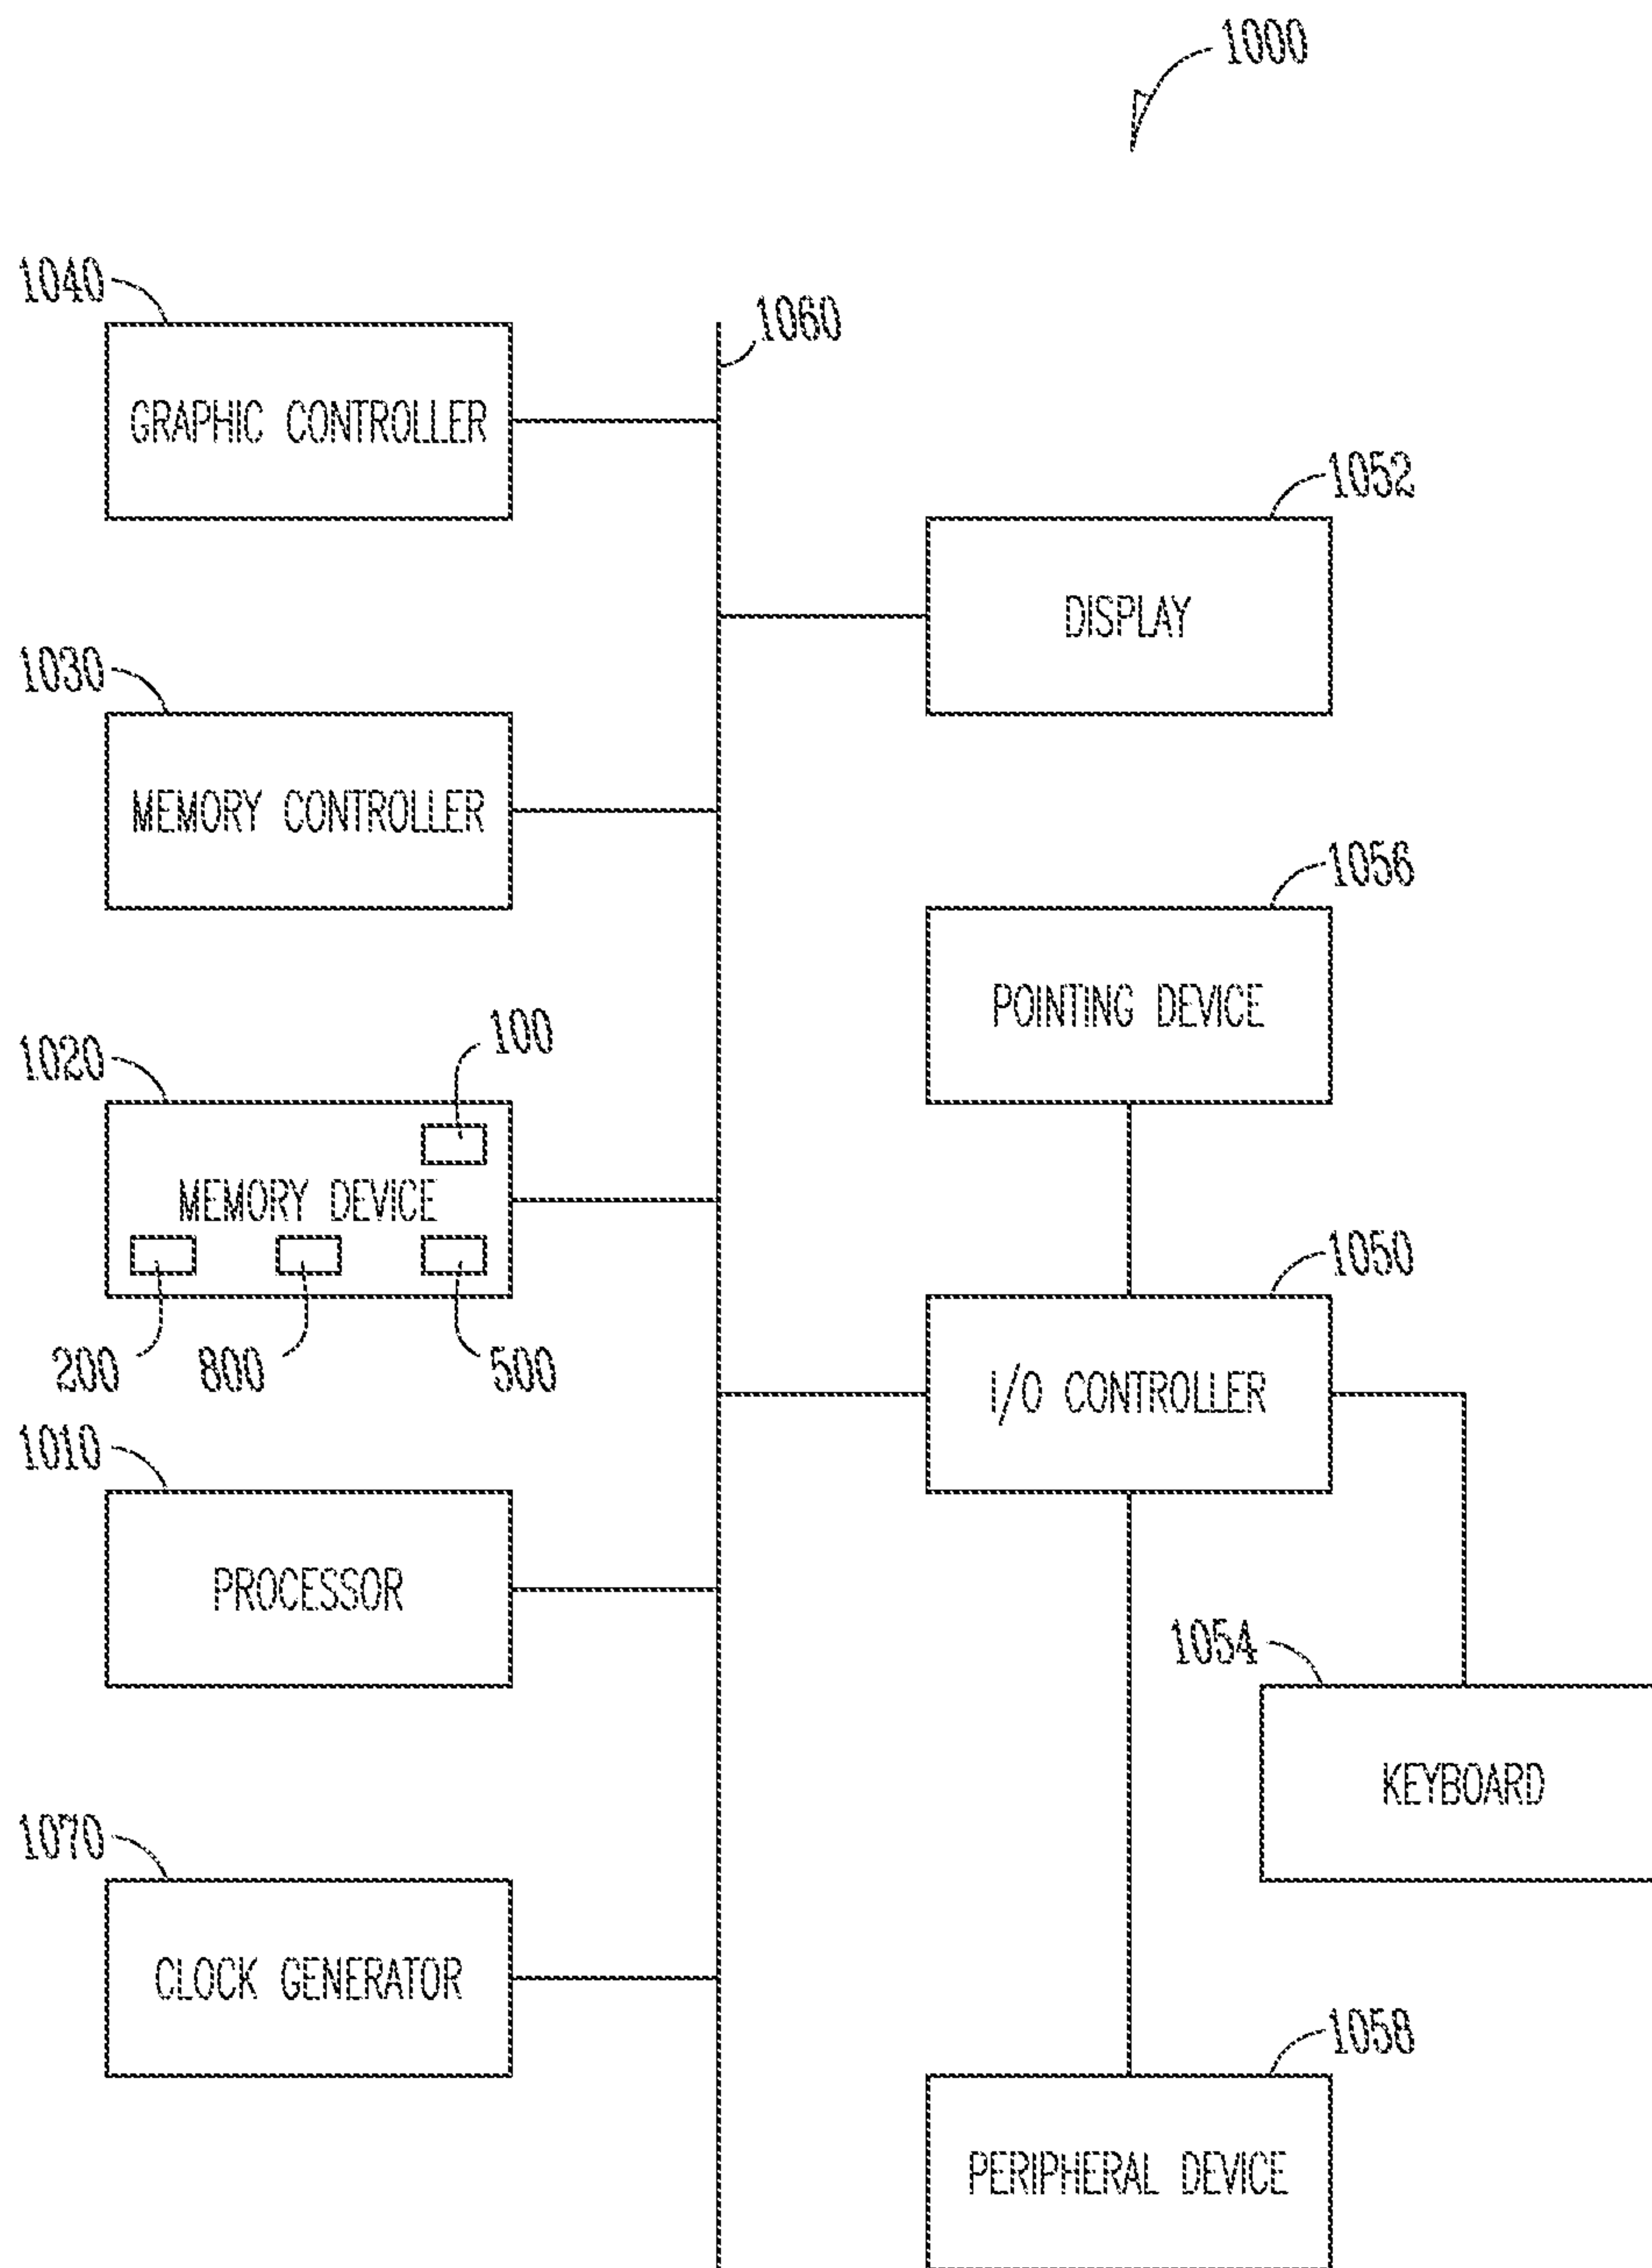 1000
1040
1060
GRAPHIC CONTROLLER
1052
DISPLAY
1030
MEMORY CONTROLLER
1056
POINTING DEVICE
100
1020
MEMORY DEVICE
200
800
500
1050
I/O CONTROLLER
1010
PROCESSOR
1054
KEYBOARD
1070
CLOCK GENERATOR
1058
PERIPHERAL DEVICE